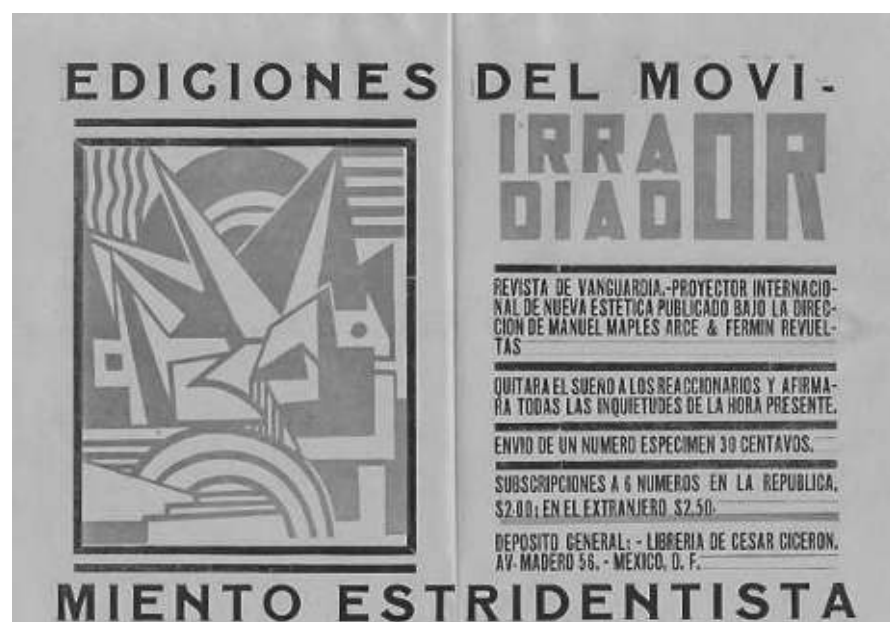 EDICIONES DEL MOVI-
IRRA
DIADOR
REVISTA DE VANGUARDIA.-PROYECTOR INTERNACIO-
NAL DE NUEVA ESTETICA PUBLICADO BAJO LA DIREC-
CION DE MANUEL MAPLES ARCE & FERMIN REVUEL-
TAS
QUITARA EL SUEÑO A LOS REACCIONARIOS Y AFIRMA-
RA TODAS LAS INQUIETUDES DE LA HORA PRESENTE.
ENVIO DE UN NUMERO ESPECIMEN 30 CENTAVOS.
SUBSCRIPCIONES A 6 NUMEROS EN LA REPUBLICA,
$2.00; EN EL EXTRANJERO $2.50.
DEPOSITO GENERAL: - LIBRERIA DE CESAR CICERON.
AV. MADERO 56. - MEXICO, D. F.
MIENTO ESTRIDENTISTA